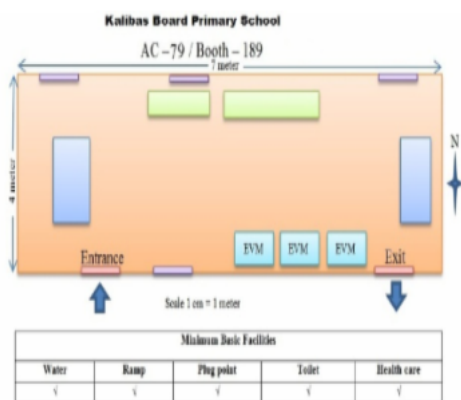 Kalibas Board Primary School
AC – 79 / Booth – 189
7 meter
4 meter
N
EVM EVM EVM
Entrance Exit
Scale 1 cm = 1 meter
Minimum Basic Facilities
Water Ramp Plug point Toilet Health care
√ √ √ √ √